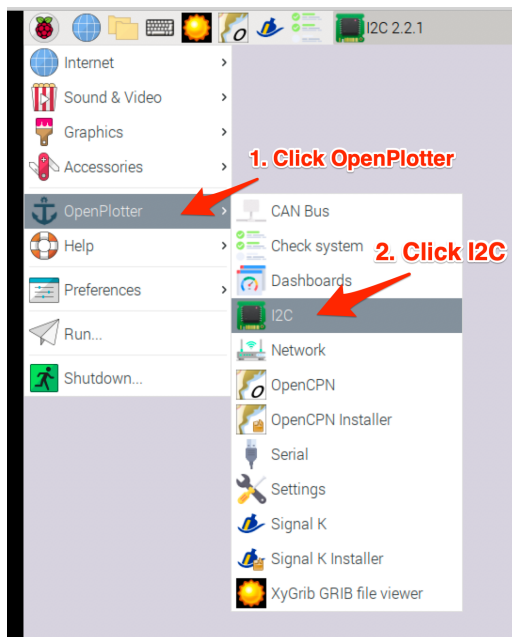 I2C 2.2.1
Internet
Sound & Video
Graphics
Accessories
1. Click OpenPlotter
OpenPlotter
Help
Preferences
Run...
Shutdown...
CAN Bus
Check system
2. Click I2C
Dashboards
I2C
Network
OpenCPN
OpenCPN Installer
Serial
Settings
Signal K
Signal K Installer
XyGrib GRIB file viewer